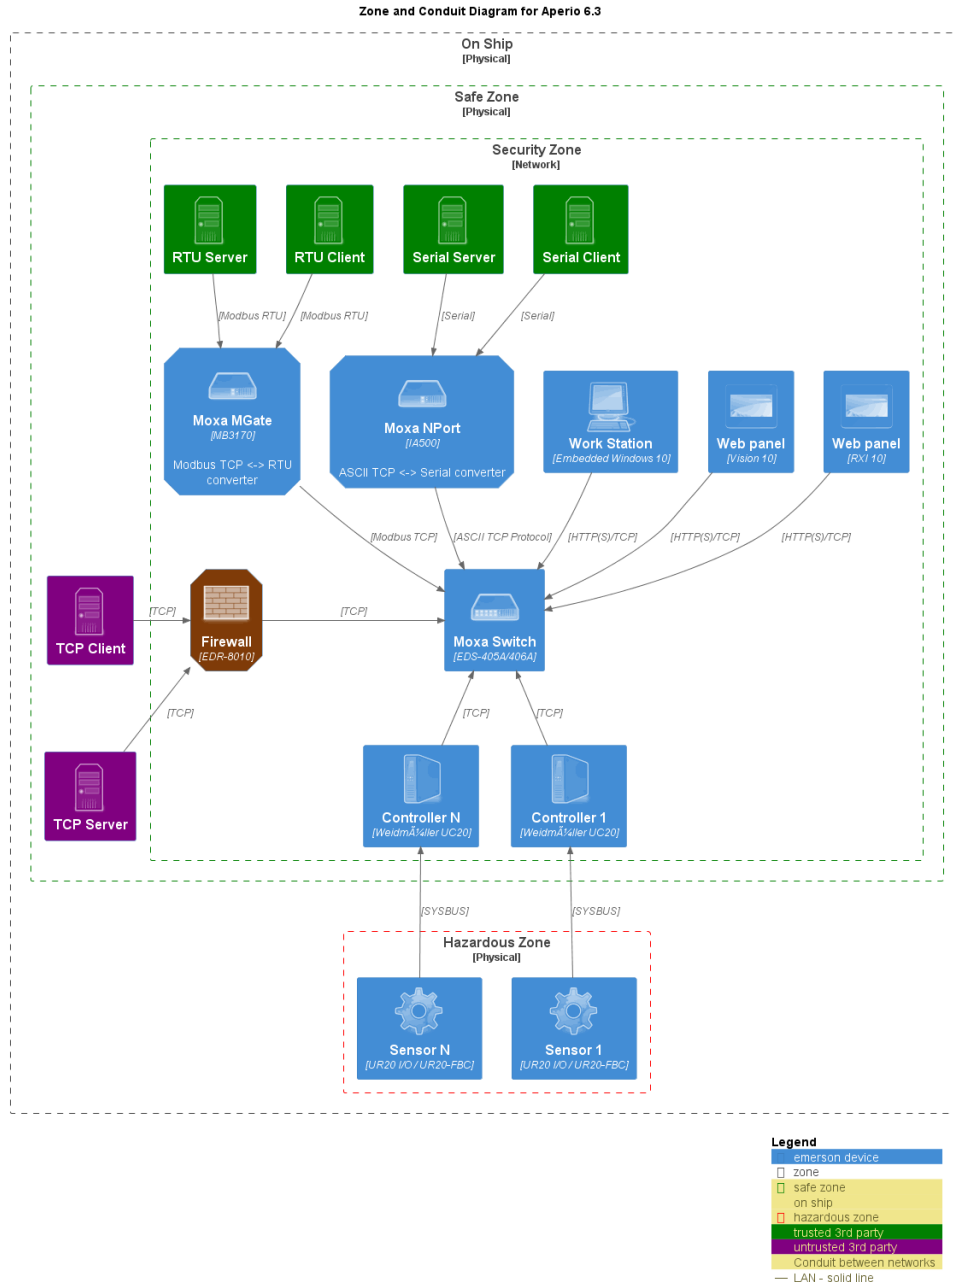 Zone and Conduit Diagram for Aperio 6.3
On Ship
[Physical]
Safe Zone
[Physical]
Security Zone
[Network]
RTU Server
RTU Client
Serial Server
Serial Client
[Modbus RTU]
[Modbus RTU]
[Serial]
[Serial]
Moxa MGate
[MB3170]
Modbus TCP <-> RTU
converter
Moxa NPort
[IA500]
ASCII TCP <-> Serial converter
Work Station
[Embedded Windows 10]
Web panel
[Vision 10]
Web panel
[RXI 10]
[Modbus TCP]
[ASCII TCP Protocol]
[HTTP(S)/TCP]
[HTTP(S)/TCP]
[HTTP(S)/TCP]
TCP Client
[TCP]
Firewall
[EDR-8010]
[TCP]
Moxa Switch
[EDS-405A/406A]
[TCP]
[TCP]
[TCP]
TCP Server
Controller N
[WeidmÃ¼ller UC20]
Controller 1
[WeidmÃ¼ller UC20]
[SYSBUS]
[SYSBUS]
Hazardous Zone
[Physical]
Sensor N
[UR20 I/O / UR20-FBC]
Sensor 1
[UR20 I/O / UR20-FBC]
Legend
emerson device
zone
safe zone
on ship
hazardous zone
trusted 3rd party
untrusted 3rd party
Conduit between networks
— LAN - solid line